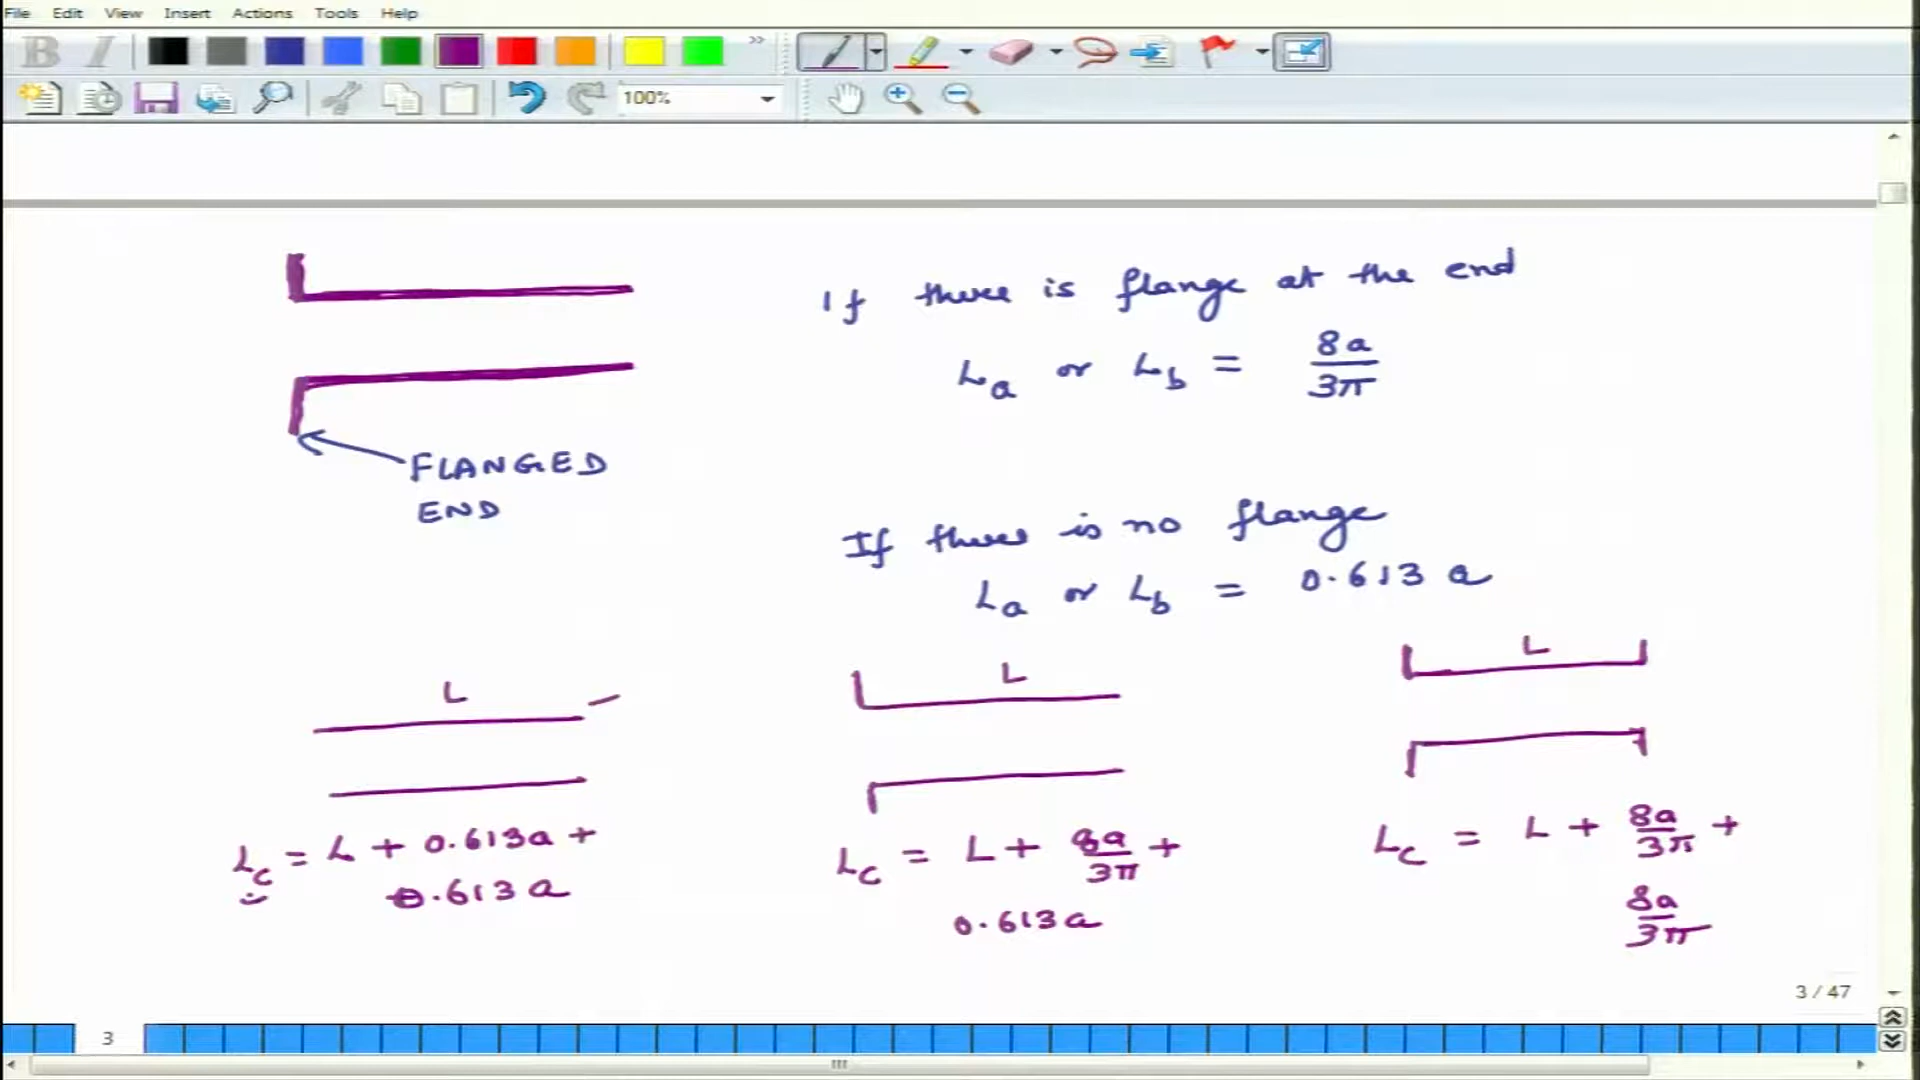 File Edit View Insert Actions Tools Help
B I
100%
If there is flange at the end
La or Lb = 8a/3π
FLANGED
END
If there is no flange
La or Lb = 0.613 a
L
Lc = L + 0.613a +
0.613 a
L
Lc = L + 8a/3π +
0.613a
L
Lc = L + 8a/3π +
8a/3π
3 / 47
3